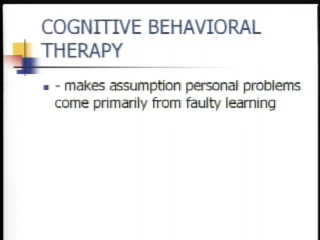 COGNITIVE BEHAVIORAL
THERAPY
- makes assumption personal problems
come primarily from faulty learning